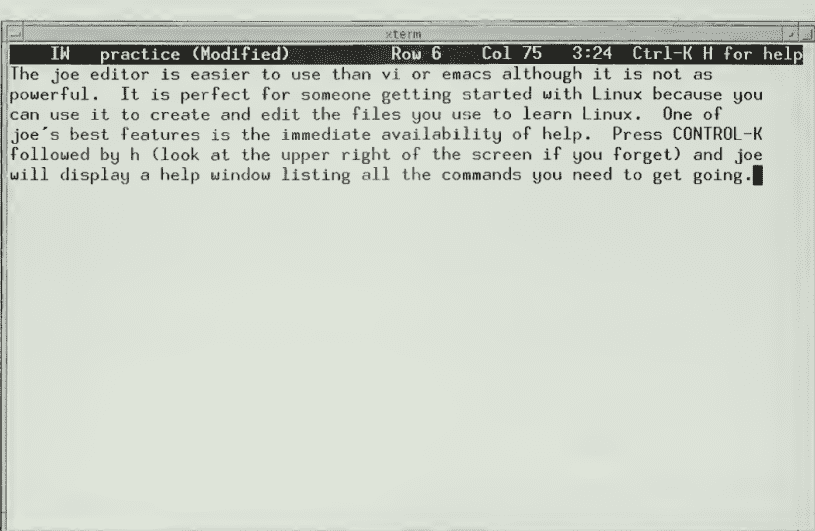 xterm
IW practice (Modified) Row 6 Col 75 3:24 Ctrl-K H for help
The joe editor is easier to use than vi or emacs although it is not as
powerful. It is perfect for someone getting started with Linux because you
can use it to create and edit the files you use to learn Linux. One of
joe´s best features is the immediate availability of help. Press CONTROL-K
followed by h (look at the upper right of the screen if you forget) and joe
will display a help window listing all the commands you need to get going.